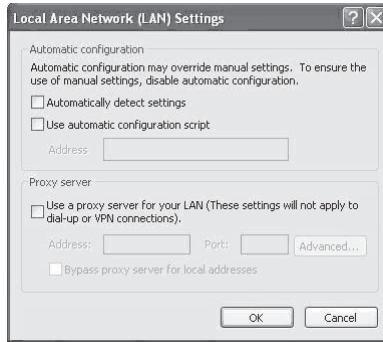 Local Area Network (LAN) Settings
Automatic configuration
Automatic configuration may override manual settings. To ensure the
use of manual settings, disable automatic configuration.
Automatically detect settings
Use automatic configuration script
Address
Proxy server
Use a proxy server for your LAN (These settings will not apply to
dial-up or VPN connections).
Address:
Port:
Advanced...
Bypass proxy server for local addresses
OK
Cancel